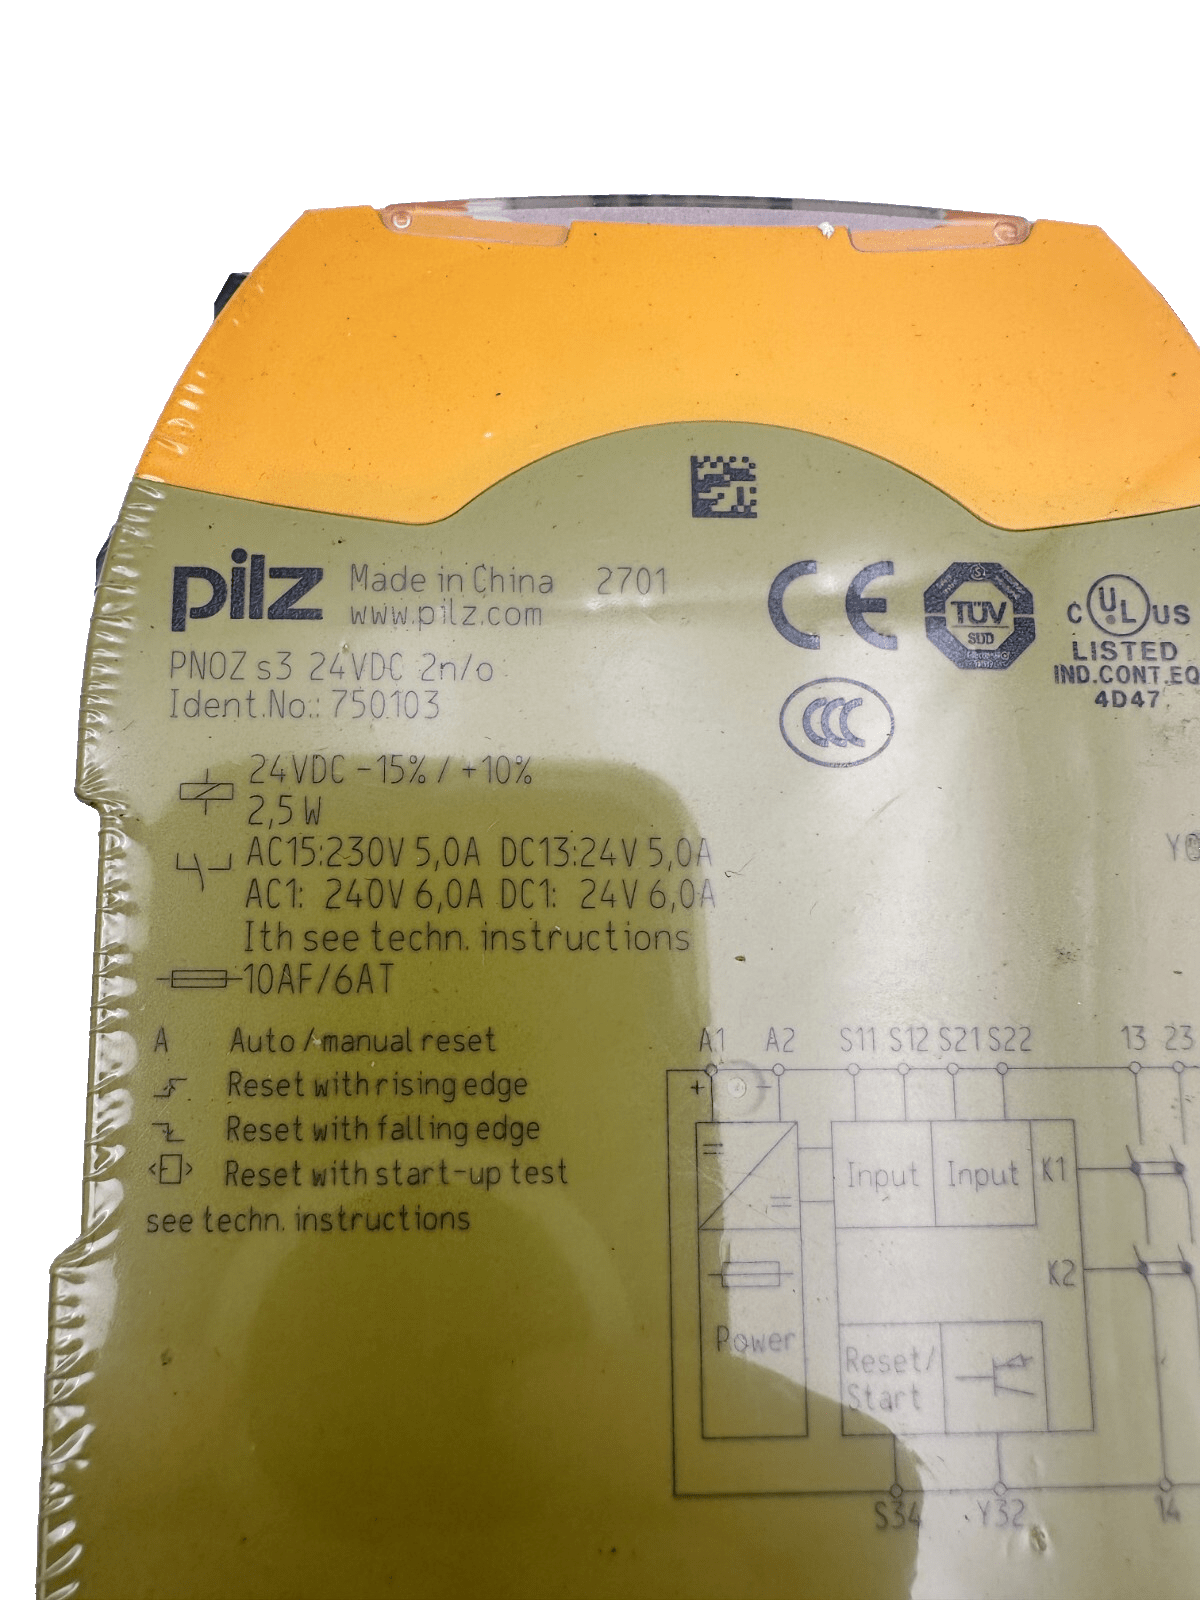 pilz Made in China 2701
www.pilz.com
PNOZ s3 24VDC 2n/o
Ident.No.: 750103
CE
TÜV
SÜD
C UL US
LISTED
IND.CONT.EQ
4D47
CCC
24VDC -15% / +10%
2,5 W
AC15:230V 5,0A DC13:24V 5,0A
AC1: 240V 6,0A DC1: 24V 6,0A
Ith see techn. instructions
10AF/6AT
A Auto / manual reset
Reset with rising edge
Reset with falling edge
Reset with start-up test
see techn. instructions
A1 A2 S11 S12 S21 S22 13 23
+ -
Input Input K1
K2
Power
Reset/
Start
S34 Y32 14